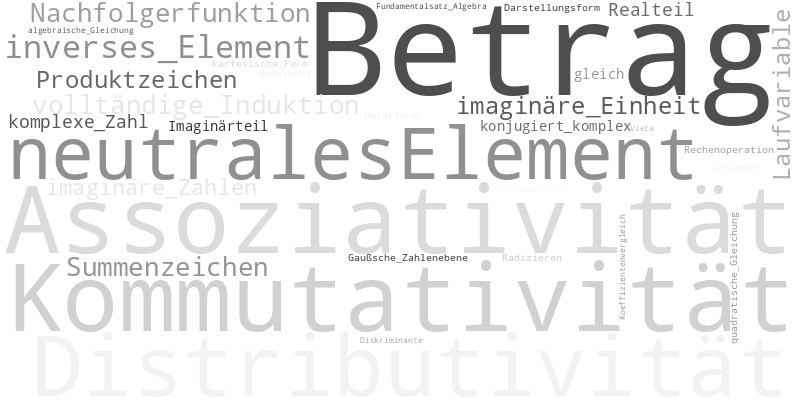 Nachfolgerfunktion
Fundamentalsatz_Algebra
Darstellungsform
Realteil
algebraische_Gleichung
inverses_Element
Betrag
kartesische_Form
Hauptwert
gleich
Produktzeichen
Laufvariable
volltändige_Induktion
imaginäre_Einheit
Polarform
komplexe_Zahl
Imaginärteil
konjugiert_komplex
Vieta
neutralesElement
Rechenoperation
Argument
imaginäre_Zahlen
Assoziativität
Summenzeichen
Gaußsche_Zahlenebene
Radizieren
Koeffizientenvergleich
quadratische_Gleichung
Kommutativität
Diskriminante
Distributivität